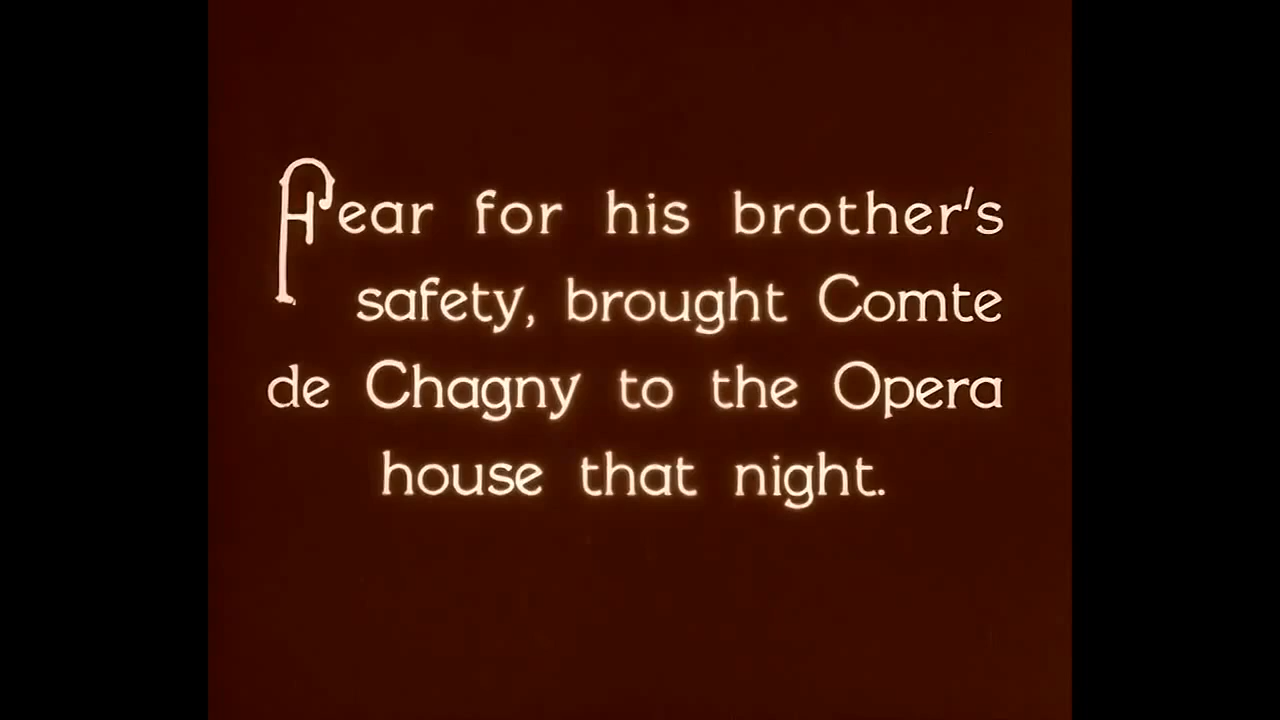 Fear for his brother's
safety, brought Comte
de Chagny to the Opera
house that night.